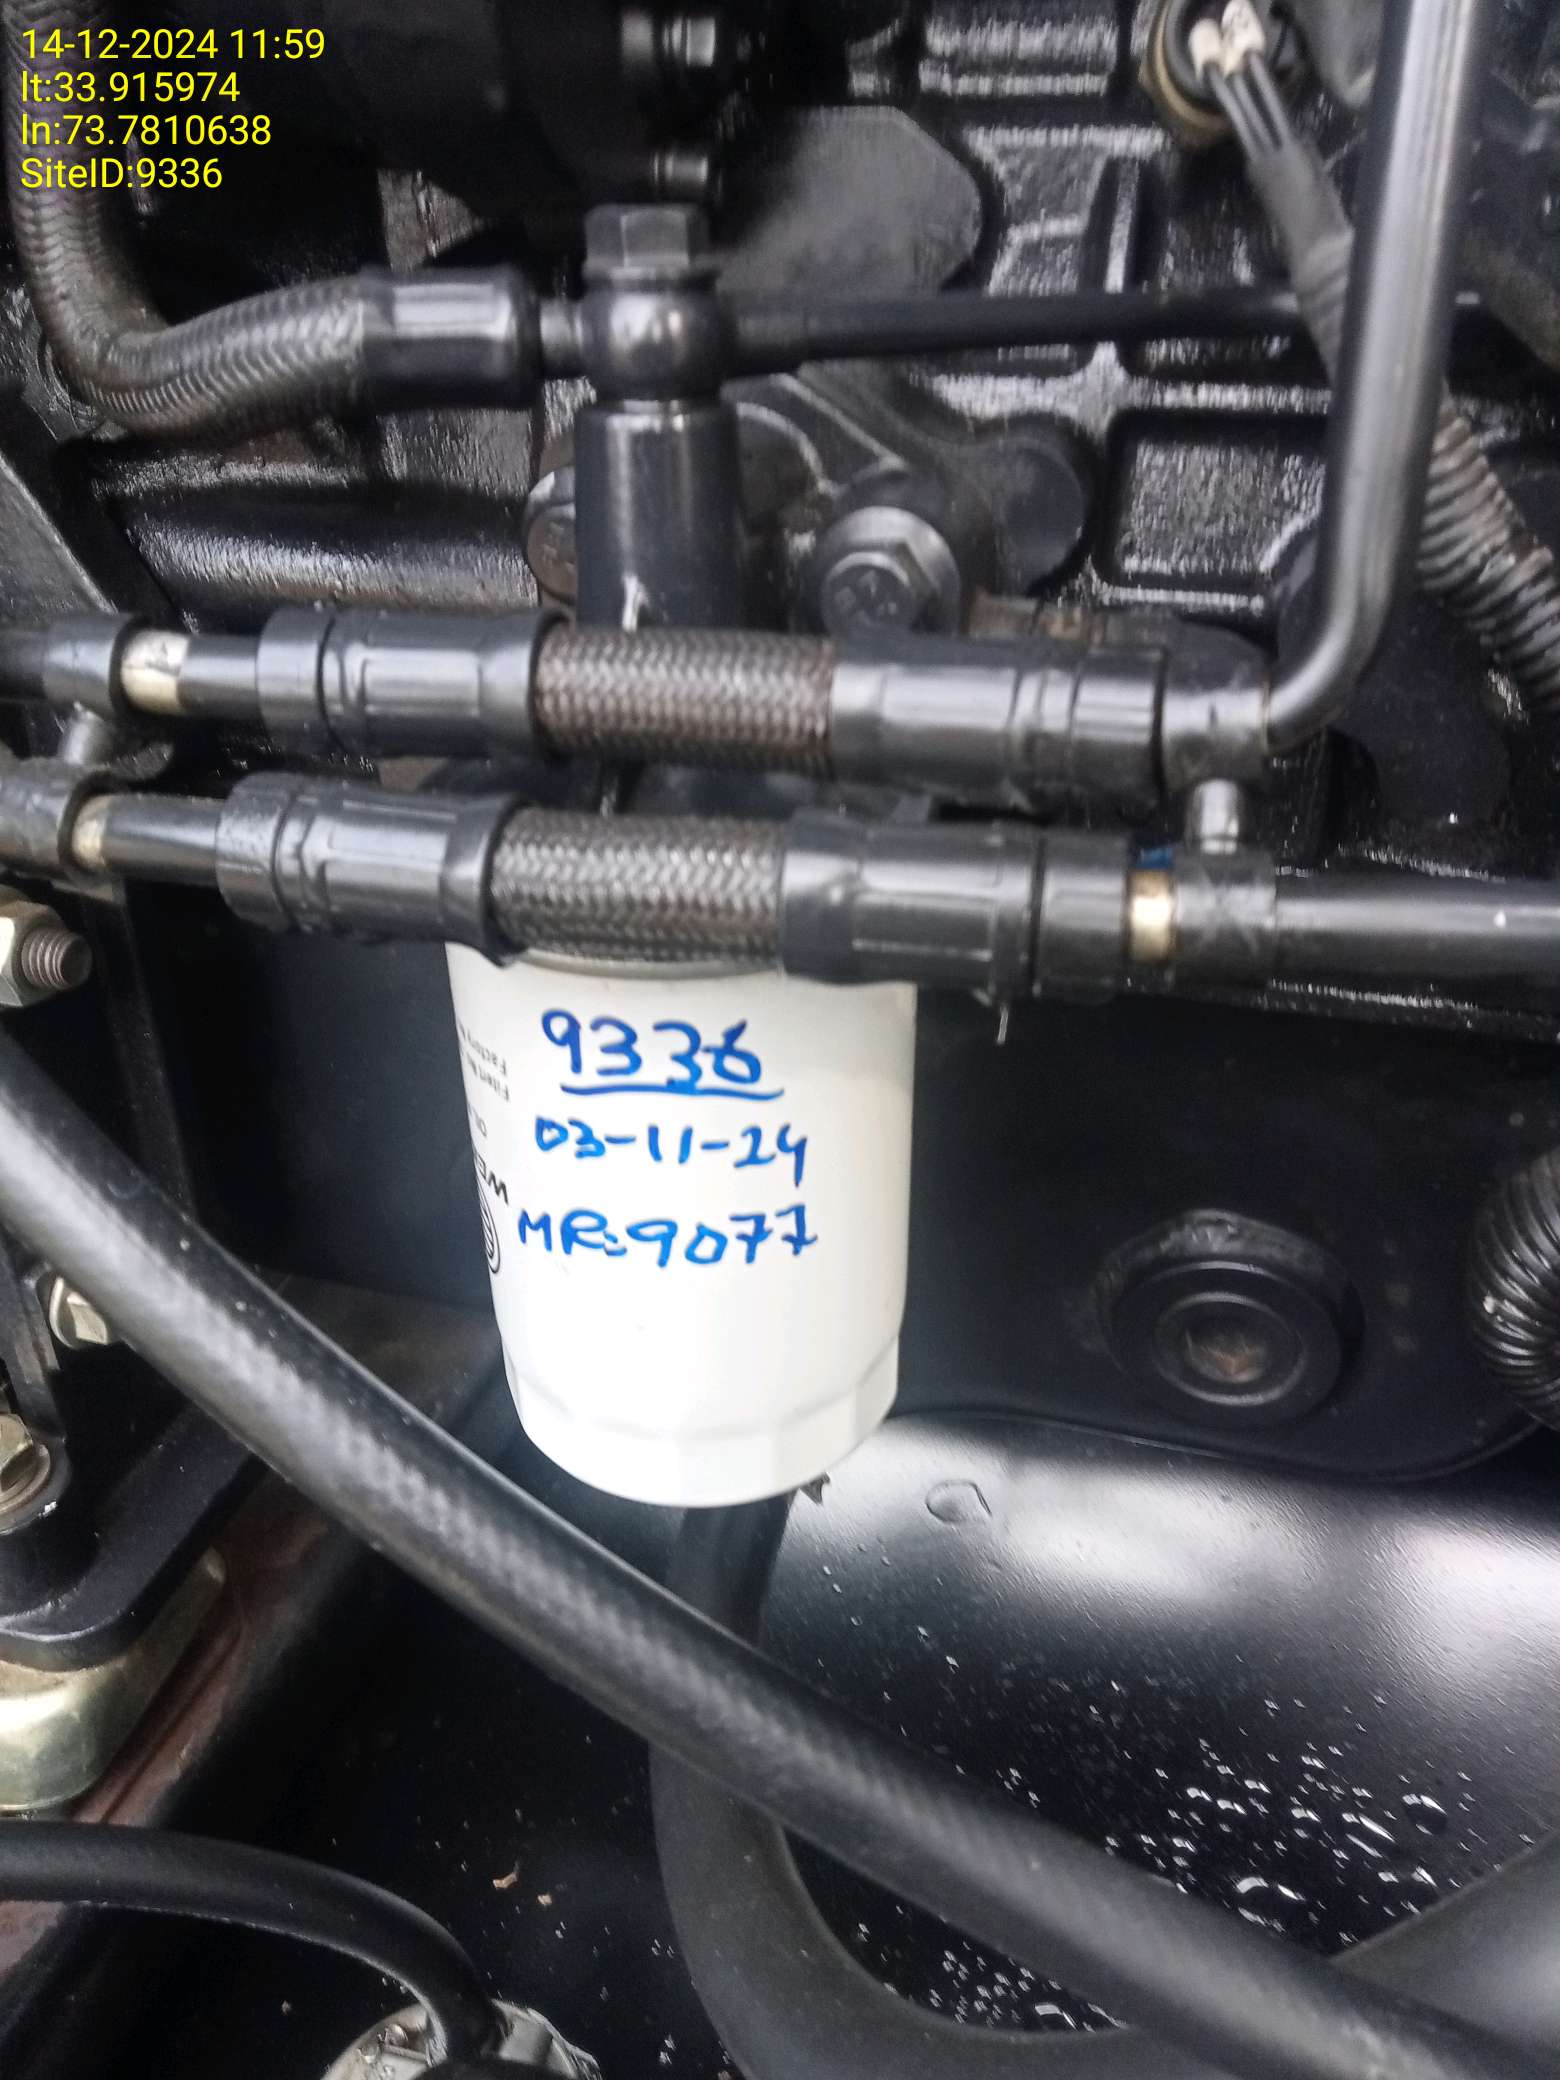 14-12-2024 11:59
lt:33.915974
ln:73.7810638
SiteID:9336
9336
03-11-24
MR:9077